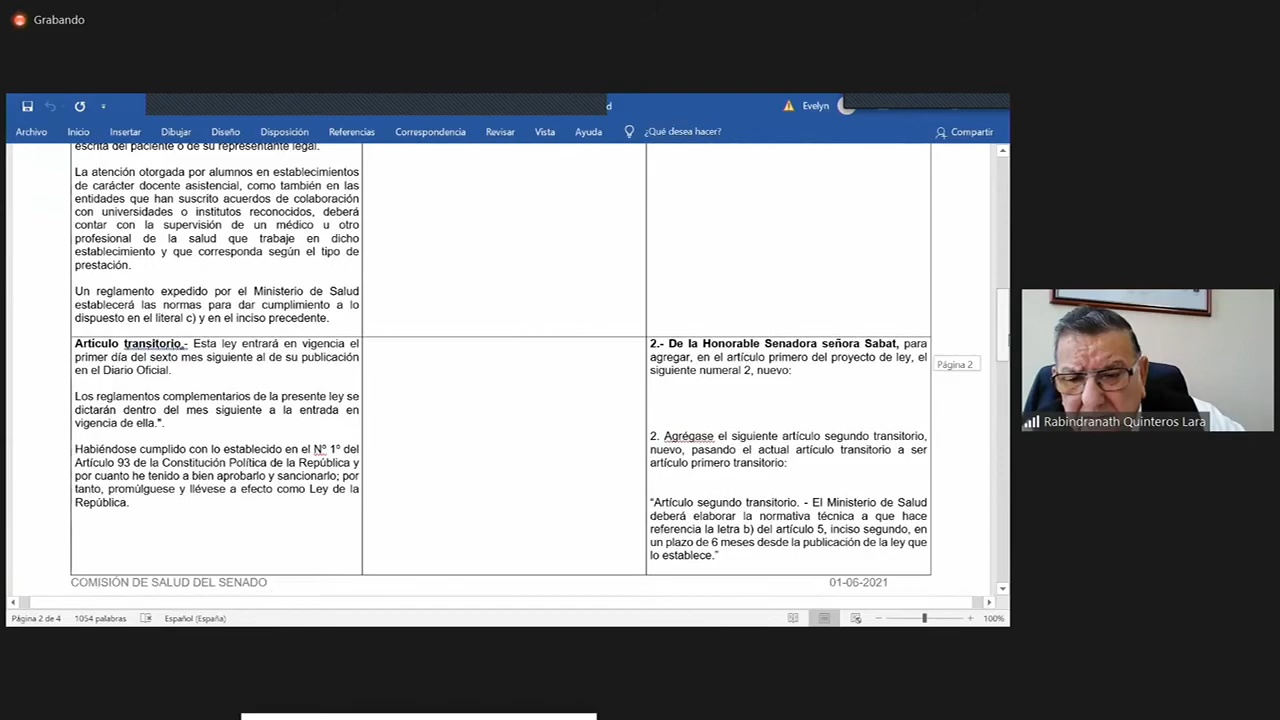 Grabando
d
Evelyn
Archivo Inicio Insertar Dibujar Diseño Disposición Referencias Correspondencia Revisar Vista Ayuda ¿Qué desea hacer? Compartir
escrita del paciente o de su representante legal.
La atención otorgada por alumnos en establecimientos
de carácter docente asistencial, como también en las
entidades que han suscrito acuerdos de colaboración
con universidades o institutos reconocidos, deberá
contar con la supervisión de un médico u otro
profesional de la salud que trabaje en dicho
establecimiento y que corresponda según el tipo de
prestación.
Un reglamento expedido por el Ministerio de Salud
establecerá las normas para dar cumplimiento a lo
dispuesto en el literal c) y en el inciso precedente.
Artículo transitorio.- Esta ley entrará en vigencia el
primer día del sexto mes siguiente al de su publicación
en el Diario Oficial.
Los reglamentos complementarios de la presente ley se
dictarán dentro del mes siguiente a la entrada en
vigencia de ella.".
Habiéndose cumplido con lo establecido en el Nº 1º del
Artículo 93 de la Constitución Política de la República y
por cuanto he tenido a bien aprobarlo y sancionarlo; por
tanto, promúlguese y llévese a efecto como Ley de la
República.
2.- De la Honorable Senadora señora Sabat, para
agregar, en el artículo primero del proyecto de ley, el
siguiente numeral 2, nuevo:
2. Agrégase el siguiente artículo segundo transitorio,
nuevo, pasando el actual artículo transitorio a ser
artículo primero transitorio:
“Artículo segundo transitorio. - El Ministerio de Salud
deberá elaborar la normativa técnica a que hace
referencia la letra b) del artículo 5, inciso segundo, en
un plazo de 6 meses desde la publicación de la ley que
lo establece.”
Página 2
COMISIÓN DE SALUD DEL SENADO 01-06-2021
Página 2 de 4 1054 palabras Español (España) 100%
Rabindranath Quinteros Lara